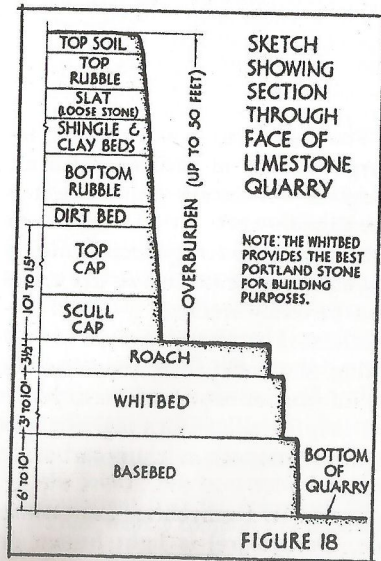 TOP SOIL
TOP
RUBBLE
SLAT
(LOOSE STONE)
SHINGLE &
CLAY BEDS
BOTTOM
RUBBLE
DIRT BED
TOP
CAP
SCULL
CAP
ROACH
WHITBED
BASEBED
10' TO 15'
3½'
3' TO 10'
6' TO 10'
OVERBURDEN (UP TO 50 FEET)
SKETCH
SHOWING
SECTION
THROUGH
FACE OF
LIMESTONE
QUARRY
NOTE: THE WHITBED
PROVIDES THE BEST
PORTLAND STONE
FOR BUILDING
PURPOSES.
BOTTOM
OF
QUARRY
FIGURE 18